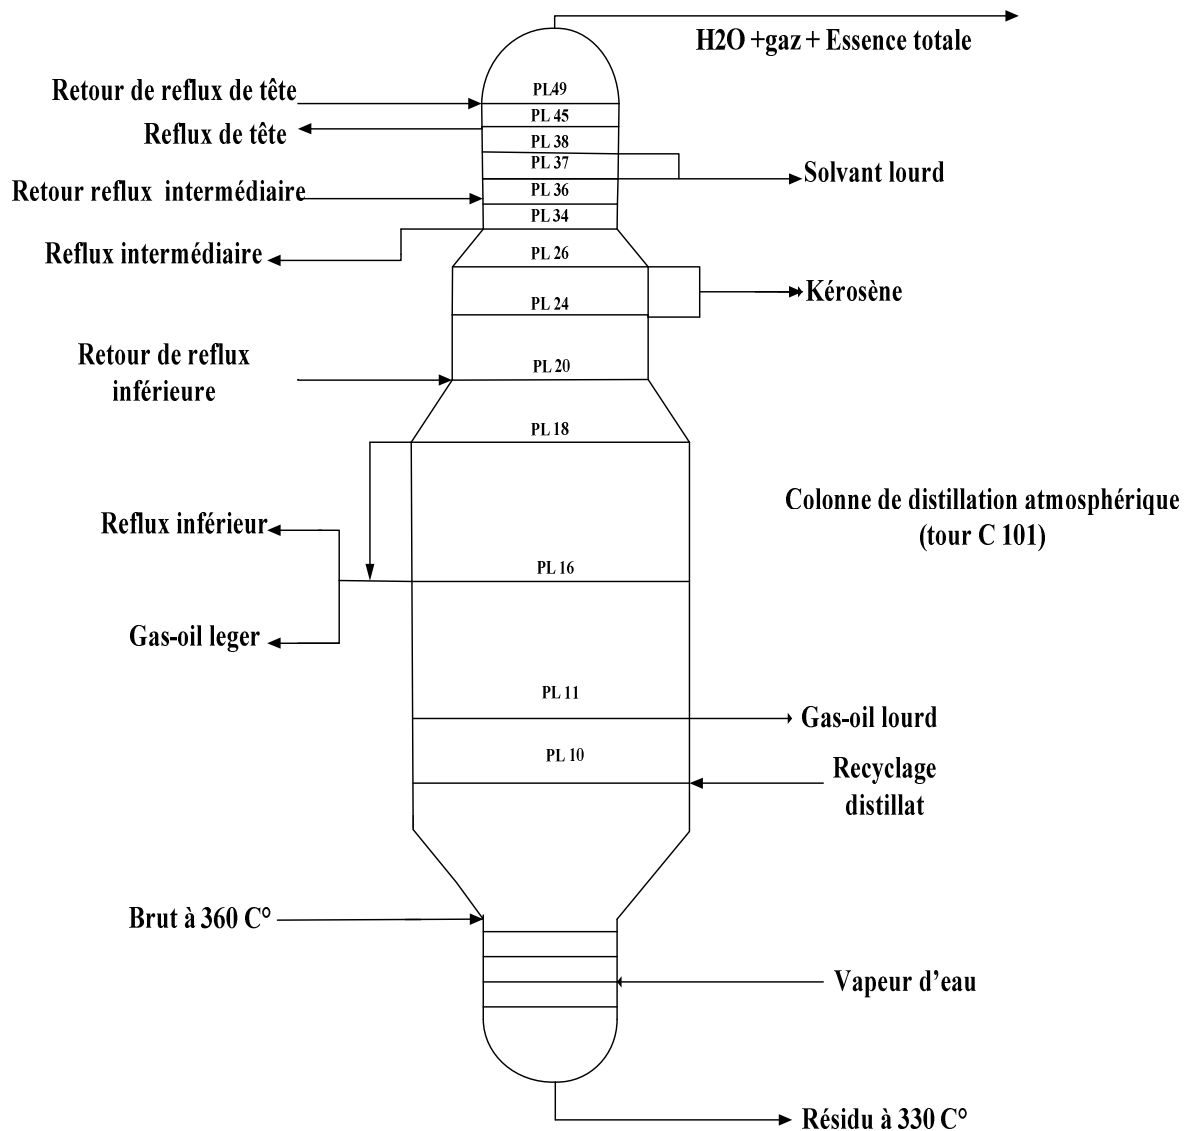 H2O +gaz + Essence totale
Retour de reflux de tête
PL49
PL 45
Reflux de tête
PL 38
PL 37
Solvant lourd
Retour reflux intermédiaire
PL 36
PL 34
Reflux intermédiaire
PL 26
Kérosène
PL 24
Retour de reflux
inférieure
PL 20
PL 18
Colonne de distillation atmosphérique
(tour C 101)
Reflux inférieur
PL 16
Gas-oil leger
PL 11
Gas-oil lourd
PL 10
Recyclage
distillat
Brut à 360 C°
Vapeur d’eau
Résidu à 330 C°